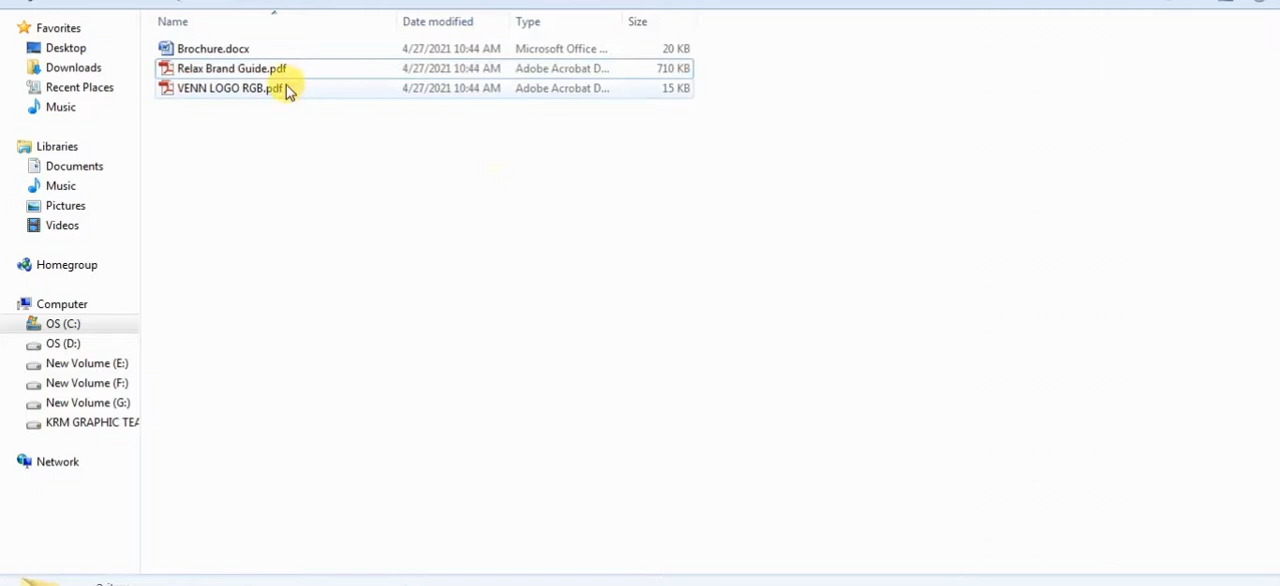 Name Date modified Type Size
Favorites
Desktop
Downloads
Recent Places
Music
Libraries
Documents
Music
Pictures
Videos
Homegroup
Computer
OS (C:)
OS (D:)
New Volume (E:)
New Volume (F:)
New Volume (G:)
KRM GRAPHIC TEA
Network
Brochure.docx 4/27/2021 10:44 AM Microsoft Office ... 20 KB
Relax Brand Guide.pdf 4/27/2021 10:44 AM Adobe Acrobat D... 710 KB
VENN LOGO RGB.pdf 4/27/2021 10:44 AM Adobe Acrobat D... 15 KB